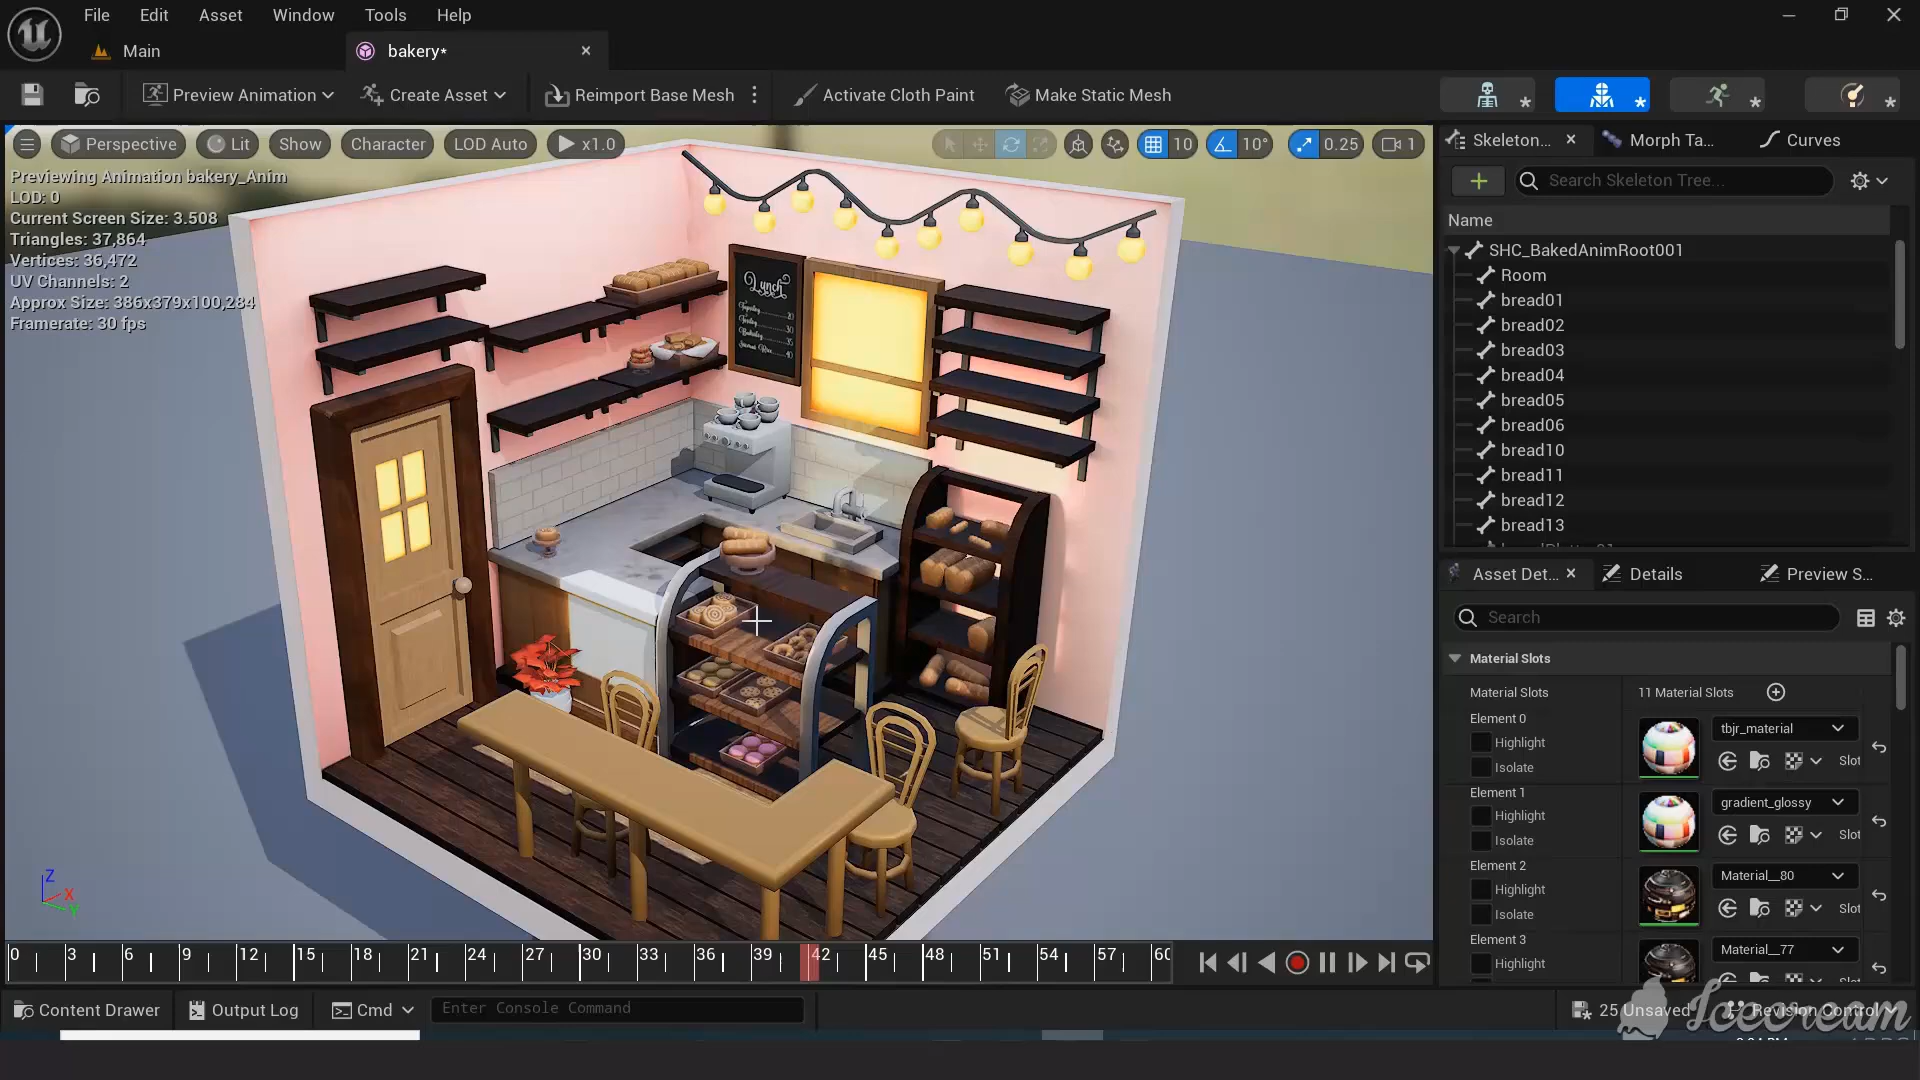 File Edit Asset Window Tools Help
Main
bakery*
Preview Animation
Create Asset
Reimport Base Mesh
Activate Cloth Paint
Make Static Mesh
Perspective
Lit
Show
Character
LOD Auto
x1.0
10
10°
0.25
1
Previewing Animation bakery_Anim
LOD: 0
Current Screen Size: 3.508
Triangles: 37,864
Vertices: 36,472
UV Channels: 2
Approx Size: 386x379x100,284
Framerate: 30 fps
Lunch
Skeleton...
Morph Ta...
Curves
Search Skeleton Tree...
Name
SHC_BakedAnimRoot001
Room
bread01
bread02
bread03
bread04
bread05
bread06
bread10
bread11
bread12
bread13
Asset Det...
Details
Preview S...
Search
Material Slots
Material Slots
11 Material Slots
Element 0
Highlight
Isolate
tbjr_material
Slot
Element 1
Highlight
Isolate
gradient_glossy
Slot
Element 2
Highlight
Isolate
Material__80
Slot
Element 3
Highlight
Material__77
0 3 6 9 12 15 18 21 24 27 30 33 36 39 42 45 48 51 54 57 60
Content Drawer
Output Log
Cmd
Enter Console Command
25 Unsaved
Revision Control
Icecream